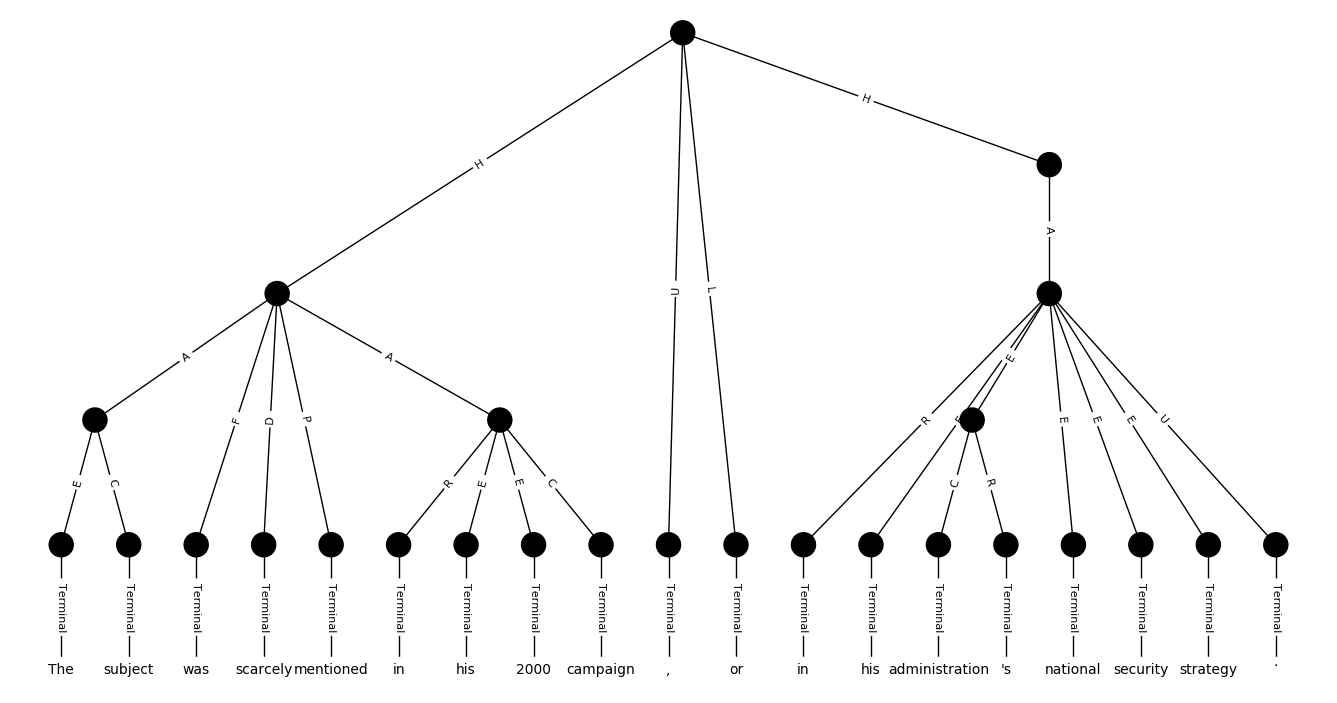 H
H
A
U
L
A
A
E
R
F
D
P
E
R
E
E
E
E
U
E
C
R
E
E
C
C
R
Terminal Terminal Terminal Terminal Terminal Terminal Terminal Terminal Terminal Terminal Terminal Terminal Terminal Terminal Terminal Terminal Terminal Terminal Terminal
The subject was scarcely mentioned in his 2000 campaign , or in his administration 's national security strategy .